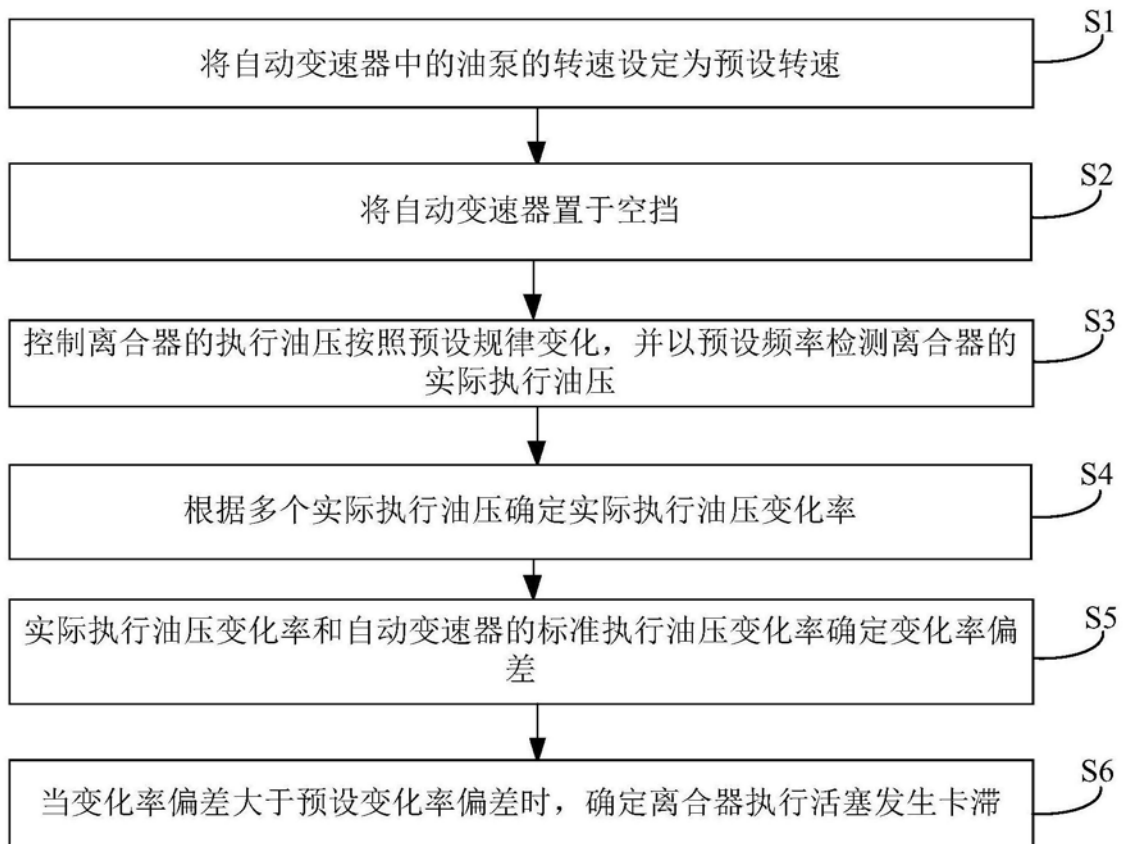 S1
将自动变速器中的油泵的转速设定为预设转速
S2
将自动变速器置于空挡
S3
控制离合器的执行油压按照预设规律变化，并以预设频率检测离合器的
实际执行油压
S4
根据多个实际执行油压确定实际执行油压变化率
S5
实际执行油压变化率和自动变速器的标准执行油压变化率确定变化率偏
差
S6
当变化率偏差大于预设变化率偏差时，确定离合器执行活塞发生卡滞